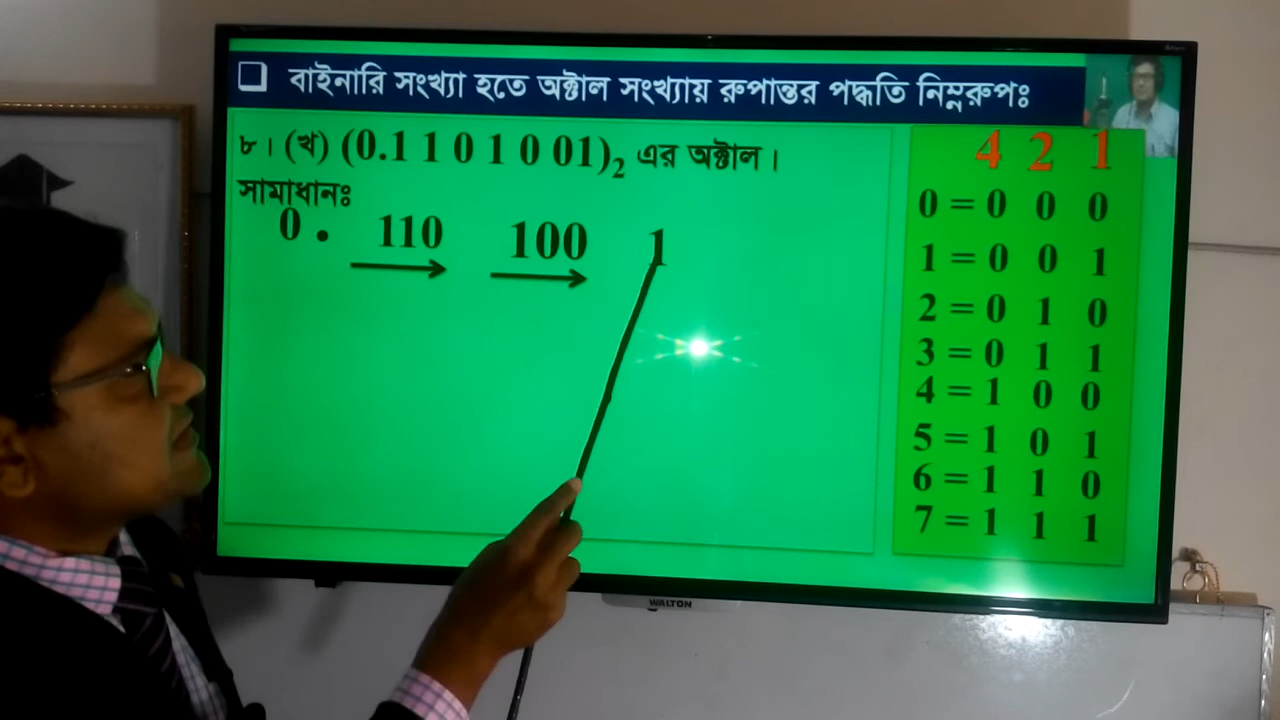 বাইনারি সংখ্যা হতে অক্টাল সংখ্যায় রুপান্তর পদ্ধতি নিম্নরুপঃ
৮। (খ) (0.1 1 0 1 0 01)₂ এর অক্টাল।
সামাধানঃ
0 . 110 100 1
4 2 1
0 = 0 0 0
1 = 0 0 1
2 = 0 1 0
3 = 0 1 1
4 = 1 0 0
5 = 1 0 1
6 = 1 1 0
7 = 1 1 1
WALTON